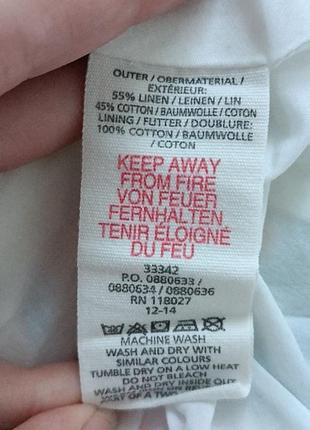 OUTER / OBERMATERIAL /
EXTÉRIEUR:
55% LINEN / LEINEN / LIN
45% COTTON / BAUMWOLLE / COTON
LINING / FUTTER / DOUBLURE:
100% COTTON / BAUMWOLLE
/ COTON
KEEP AWAY
FROM FIRE
VON FEUER
FERNHALTEN
TENIR ÉLOIGNÉ
DU FEU
33342
P.O. 0880633 /
0880634 / 0880636
RN 118027
12-14
MACHINE WASH
WASH AND DRY WITH
SIMILAR COLOURS
TUMBLE DRY ON A LOW HEAT
DO NOT BLEACH
WASH AND DRY INSIDE OUT
WAY OF A TWO